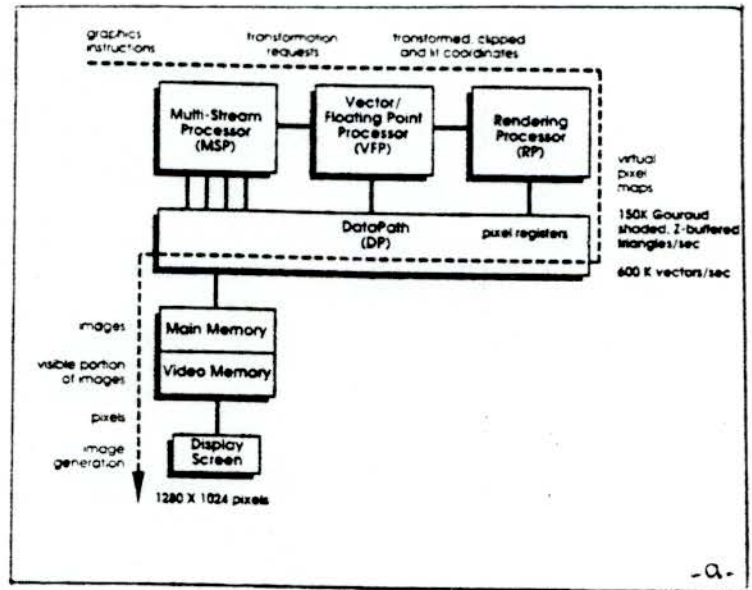 graphics instructions
transformation requests
transformed, clipped and lit coordinates
Multi-Stream
Processor
(MSP)
Vector/
Floating Point
Processor
(VFP)
Rendering
Processor
(RP)
virtual
pixel
maps
DataPath
(DP)
pixel registers
150K Gouraud
shaded, Z-buffered
triangles/sec
600 K vectors/sec
images
Main Memory
visible portion
of images
Video Memory
pixels
image
generation
Display
Screen
1280 X 1024 pixels
-a-